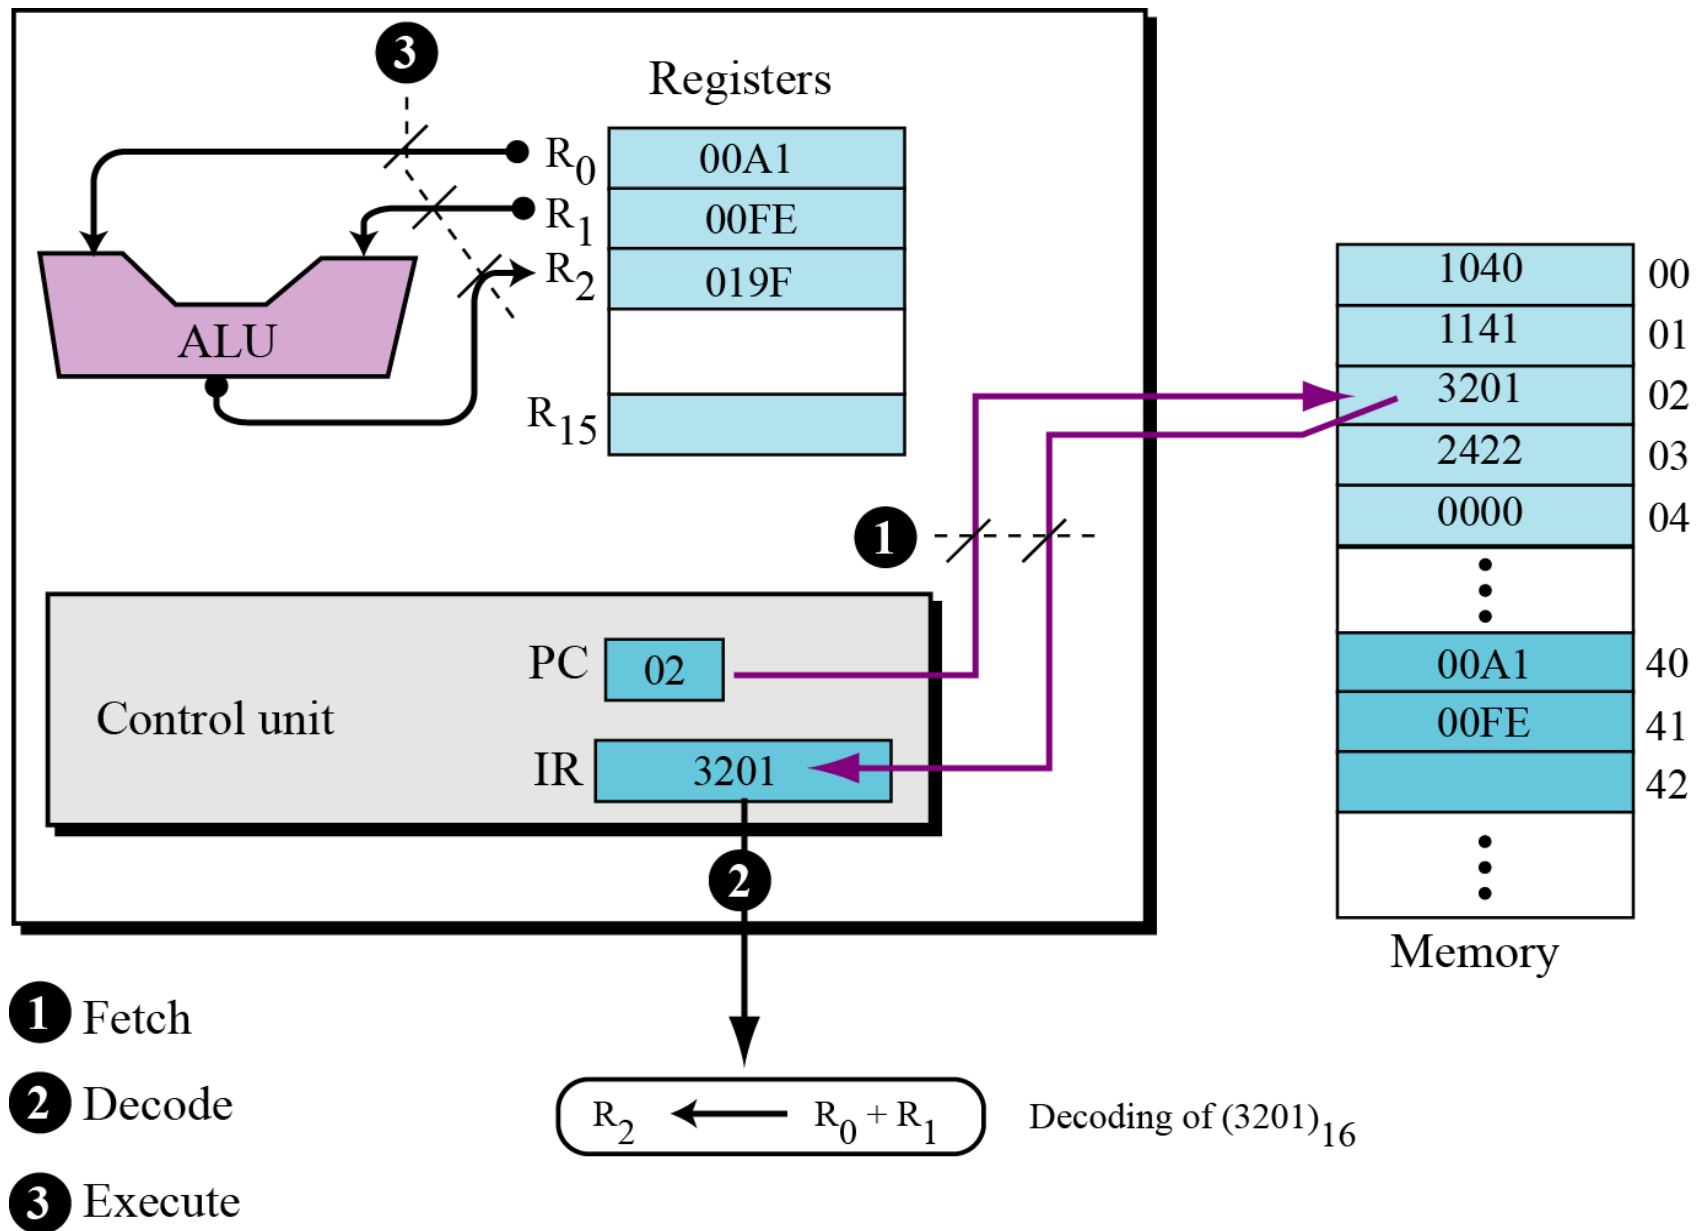 3
Registers
R0 00A1
R1 00FE
R2 019F
R15
ALU
1
Control unit
PC 02
IR 3201
2
1040 00
1141 01
3201 02
2422 03
0000 04
00A1 40
00FE 41
42
Memory
1 Fetch
2 Decode
3 Execute
R2 ← R0 + R1
Decoding of (3201)16